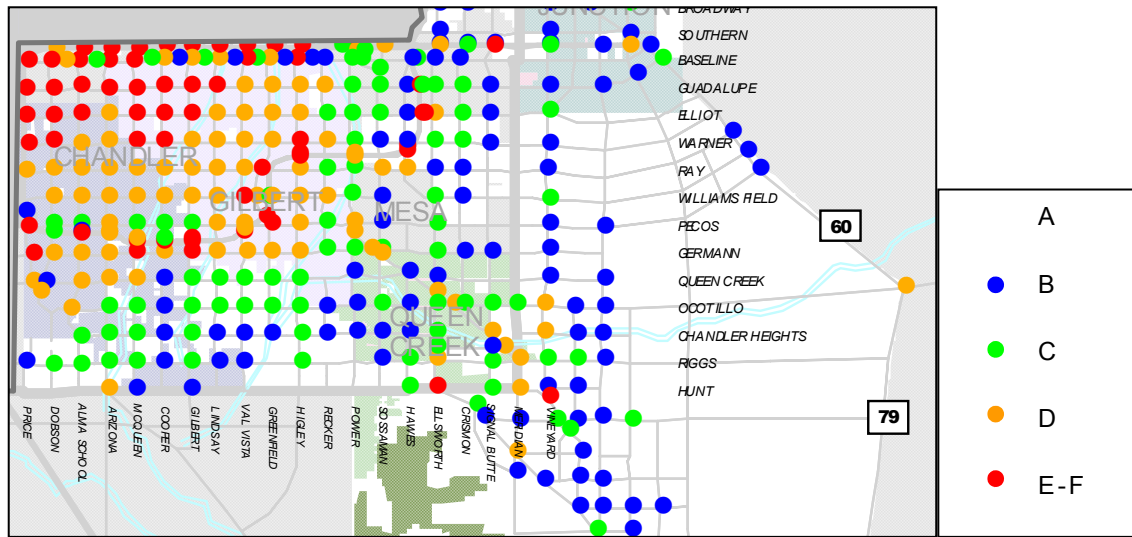 JUNCTION
BROADWAY
SOUTHERN
BASELINE
GUADALUPE
ELLIOT
WARNER
RAY
WILLIAMS FIELD
PECOS
GERMANN
QUEEN CREEK
OCOTILLO
CHANDLER HEIGHTS
RIGGS
HUNT
CHANDLER
GILBERT
MESA
QUEEN
CREEK
60
79
PRICE
DOBSON
ALMA SCHOOL
ARIZONA
MCQUEEN
COOPER
GILBERT
LINDSAY
VAL VISTA
GREENFIELD
HIGLEY
RECKER
POWER
SOSSAMAN
HAWES
ELLSWORTH
CRISMON
SIGNAL BUTTE
MERIDIAN
VINEYARD
A
B
C
D
E-F